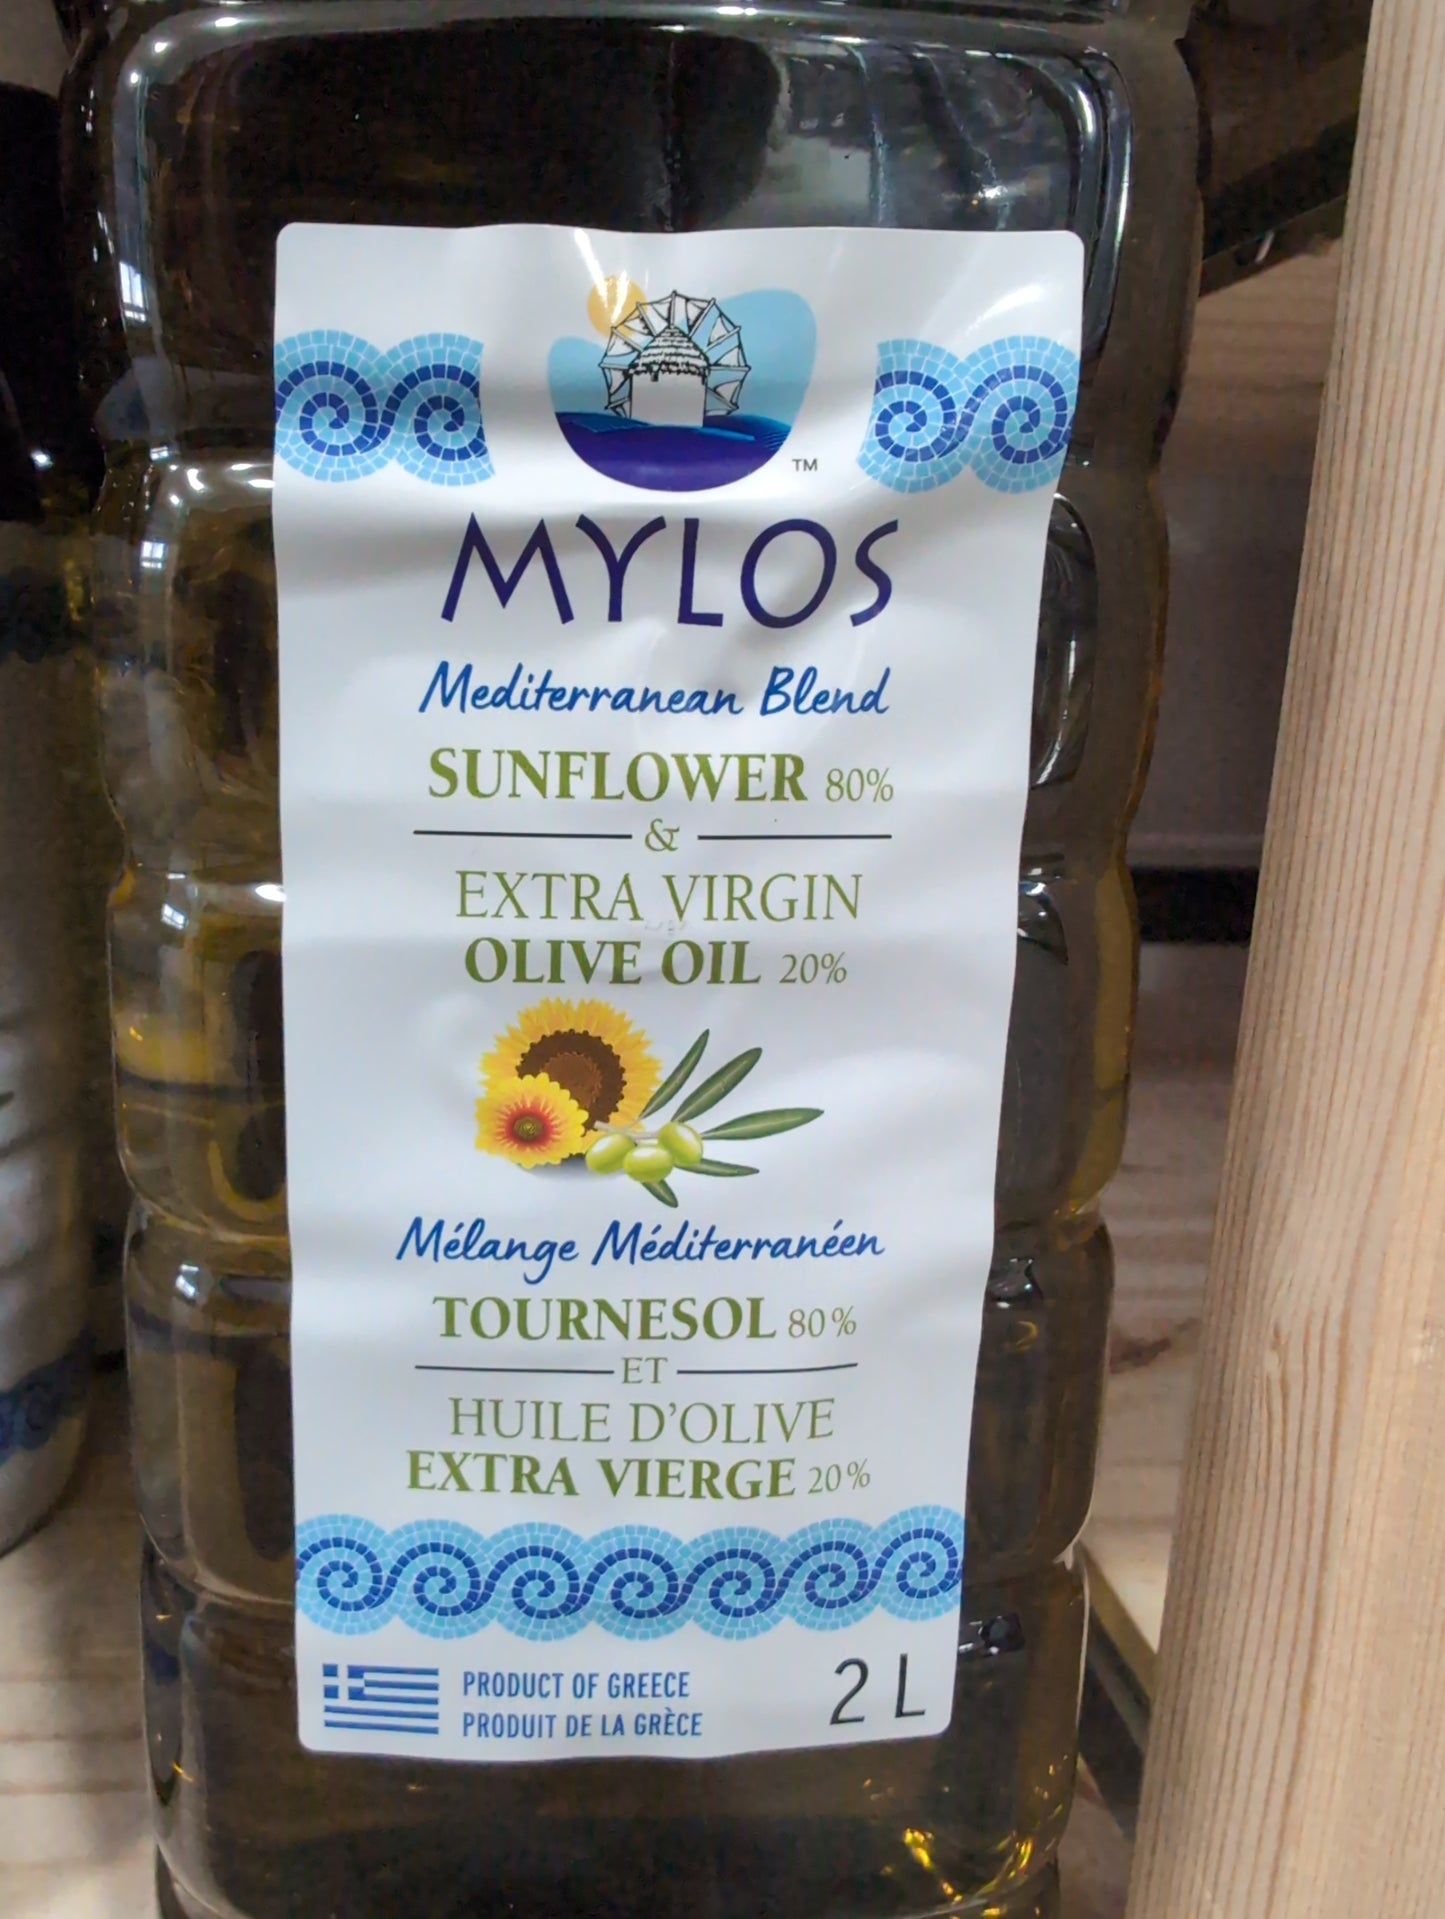 TM
MYLOS
Mediterranean Blend
SUNFLOWER 80%
&
EXTRA VIRGIN
OLIVE OIL 20%
Mélange Méditerranéen
TOURNESOL 80%
ET
HUILE D'OLIVE
EXTRA VIERGE 20%
PRODUCT OF GREECE
PRODUIT DE LA GRÈCE
2 L